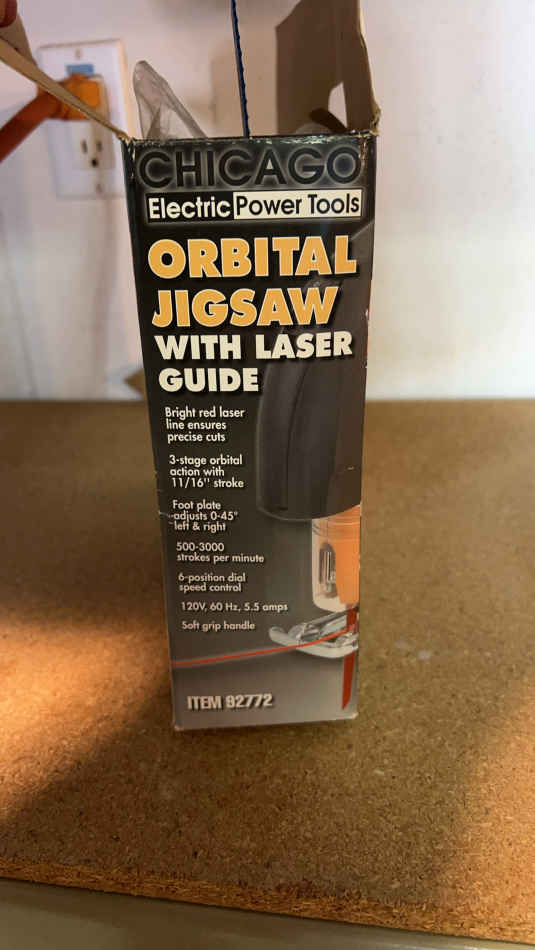 CHICAGO
Electric Power Tools
ORBITAL
JIGSAW
WITH LASER
GUIDE
Bright red laser
line ensures
precise cuts
3-stage orbital
action with
11/16" stroke
Foot plate
adjusts 0-45°
left & right
500-3000
strokes per minute
6-position dial
speed control
120V, 60 Hz, 5.5 amps
Soft grip handle
ITEM 92772